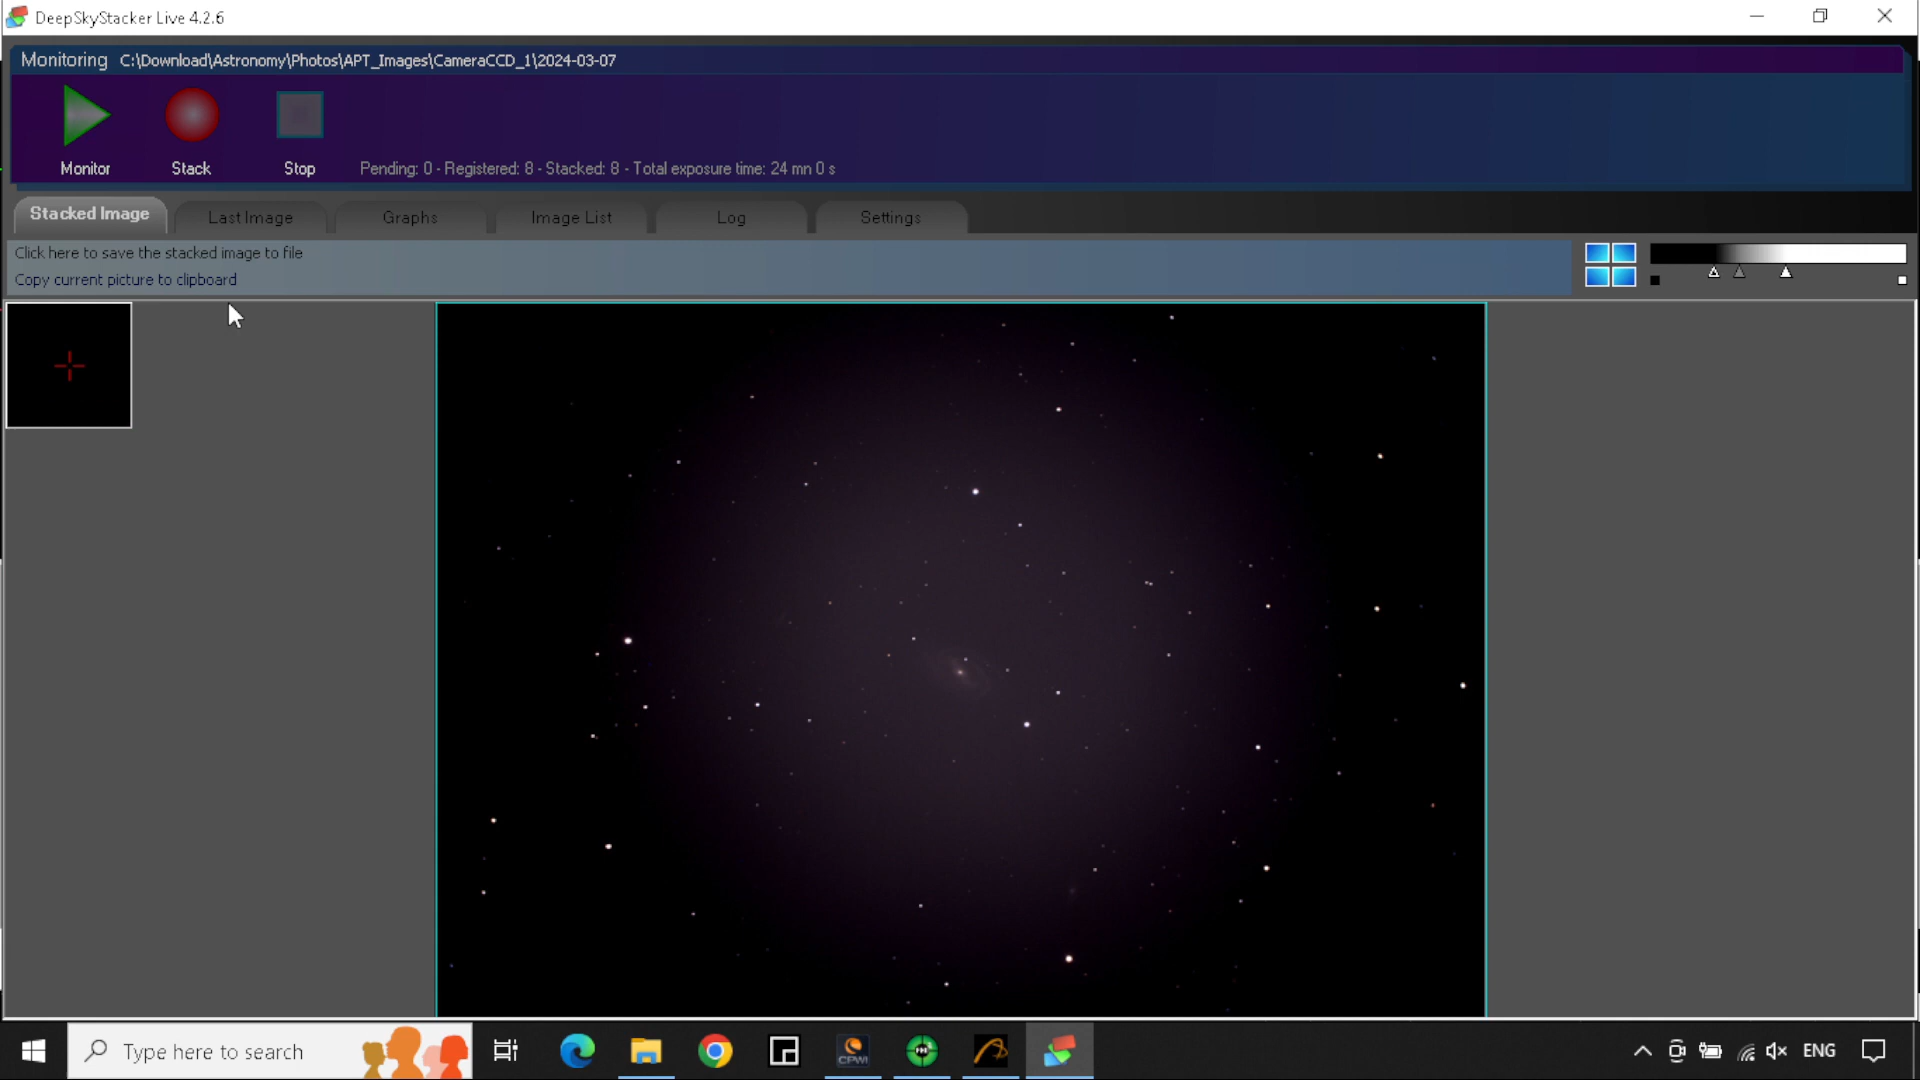 DeepSkyStacker Live 4.2.6
Monitoring C:\Download\Astronomy\Photos\APT_Images\CameraCCD_1\2024-03-07
Monitor Stack Stop Pending: 0 - Registered: 8 - Stacked: 8 - Total exposure time: 24 mn 0 s
Stacked Image Last Image Graphs Image List Log Settings
Click here to save the stacked image to file
Copy current picture to clipboard
Type here to search CPWI PHD ENG